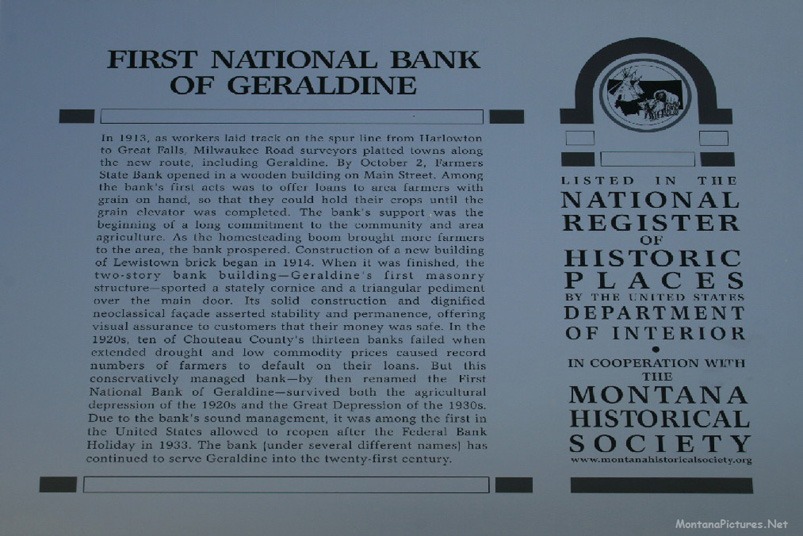 FIRST NATIONAL BANK
OF GERALDINE
In 1913, as workers laid track on the spur line from Harlowton
to Great Falls, Milwaukee Road surveyors platted towns along
the new route, including Geraldine. By October 2, Farmers
State Bank opened in a wooden building on Main Street. Among
the bank's first acts was to offer loans to area farmers with
grain on hand, so that they could hold their crops until the
grain elevator was completed. The bank's support was the
beginning of a long commitment to the community and area
agriculture. As the homesteading boom brought more farmers
to the area, the bank prospered. Construction of a new building
of Lewistown brick began in 1914. When it was finished, the
two-story bank building—Geraldine's first masonry
structure—sported a stately cornice and a triangular pediment
over the main door. Its solid construction and dignified
neoclassical façade asserted stability and permanence, offering
visual assurance to customers that their money was safe. In the
1920s, ten of Chouteau County's thirteen banks failed when
extended drought and low commodity prices caused record
numbers of farmers to default on their loans. But this
conservatively managed bank—by then renamed the First
National Bank of Geraldine—survived both the agricultural
depression of the 1920s and the Great Depression of the 1930s.
Due to the bank's sound management, it was among the first in
the United States allowed to reopen after the Federal Bank
Holiday in 1933. The bank (under several different names) has
continued to serve Geraldine into the twenty-first century.
LISTED IN THE
NATIONAL
REGISTER
OF
HISTORIC
PLACES
BY THE UNITED STATES
DEPARTMENT
OF INTERIOR
IN COOPERATION WITH
THE
MONTANA
HISTORICAL
SOCIETY
www.montanahistoricalsociety.org
MontanaPictures.Net